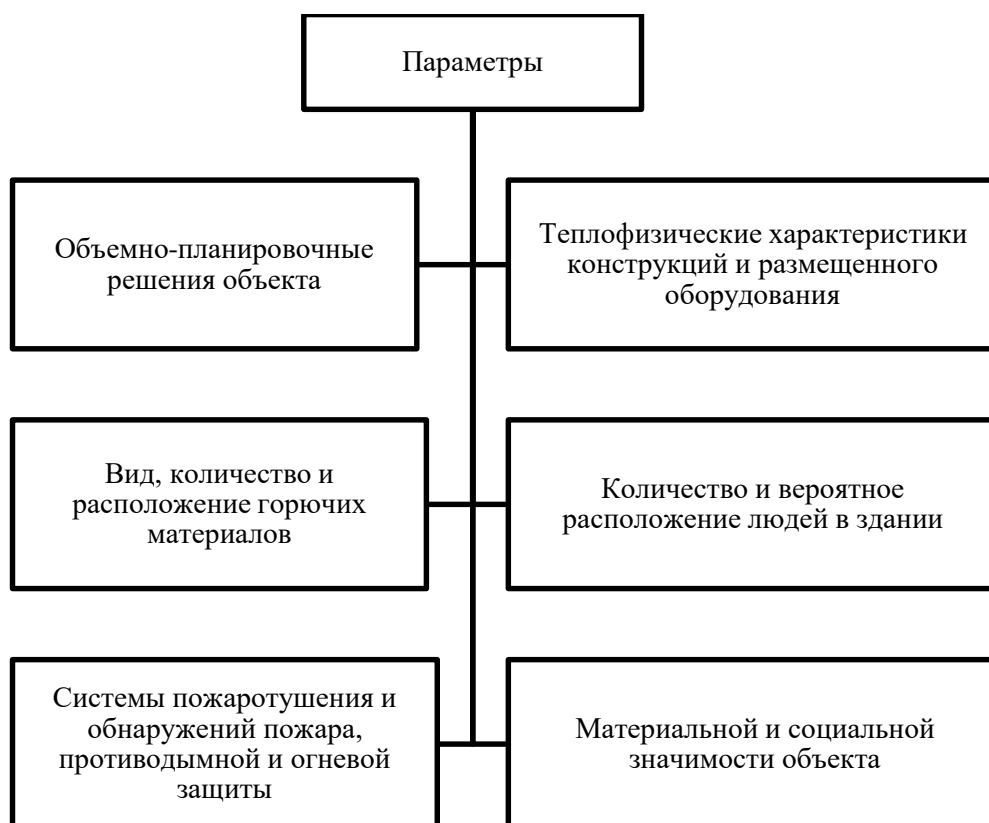 Параметры
Объемно-планировочные
решения объекта
Теплофизические характеристики
конструкций и размещенного
оборудования
Вид, количество и
расположение горючих
материалов
Количество и вероятное
расположение людей в здании
Системы пожаротушения и
обнаружений пожара,
противодымной и огневой
защиты
Материальной и социальной
значимости объекта